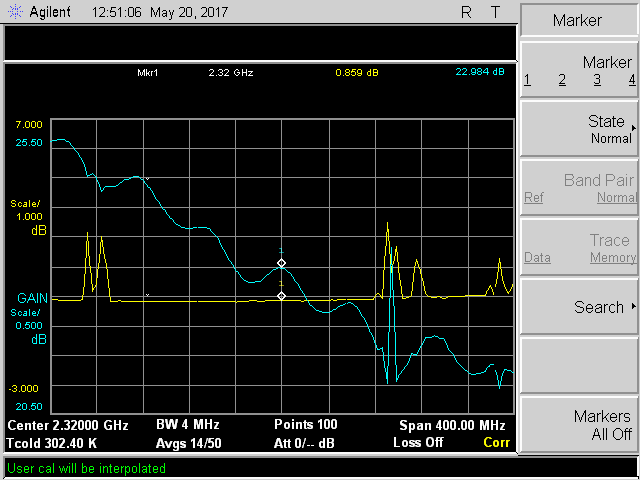 Agilent 12:51:06 May 20, 2017 R T
Marker
Mkr1 2.32 GHz 0.859 dB 22.984 dB
Marker
1 2 3 4
7.000
25.50
State
Normal
Band Pair
Ref Normal
Scale/
1.000
dB
Trace
Data Memory
1
1
GAIN
Scale/
0.500
dB
Search
-3.000
20.50
Markers
All Off
Center 2.32000 GHz BW 4 MHz Points 100 Span 400.00 MHz
Tcold 302.40 K Avgs 14/50 Att 0/-- dB Loss Off Corr
User cal will be interpolated